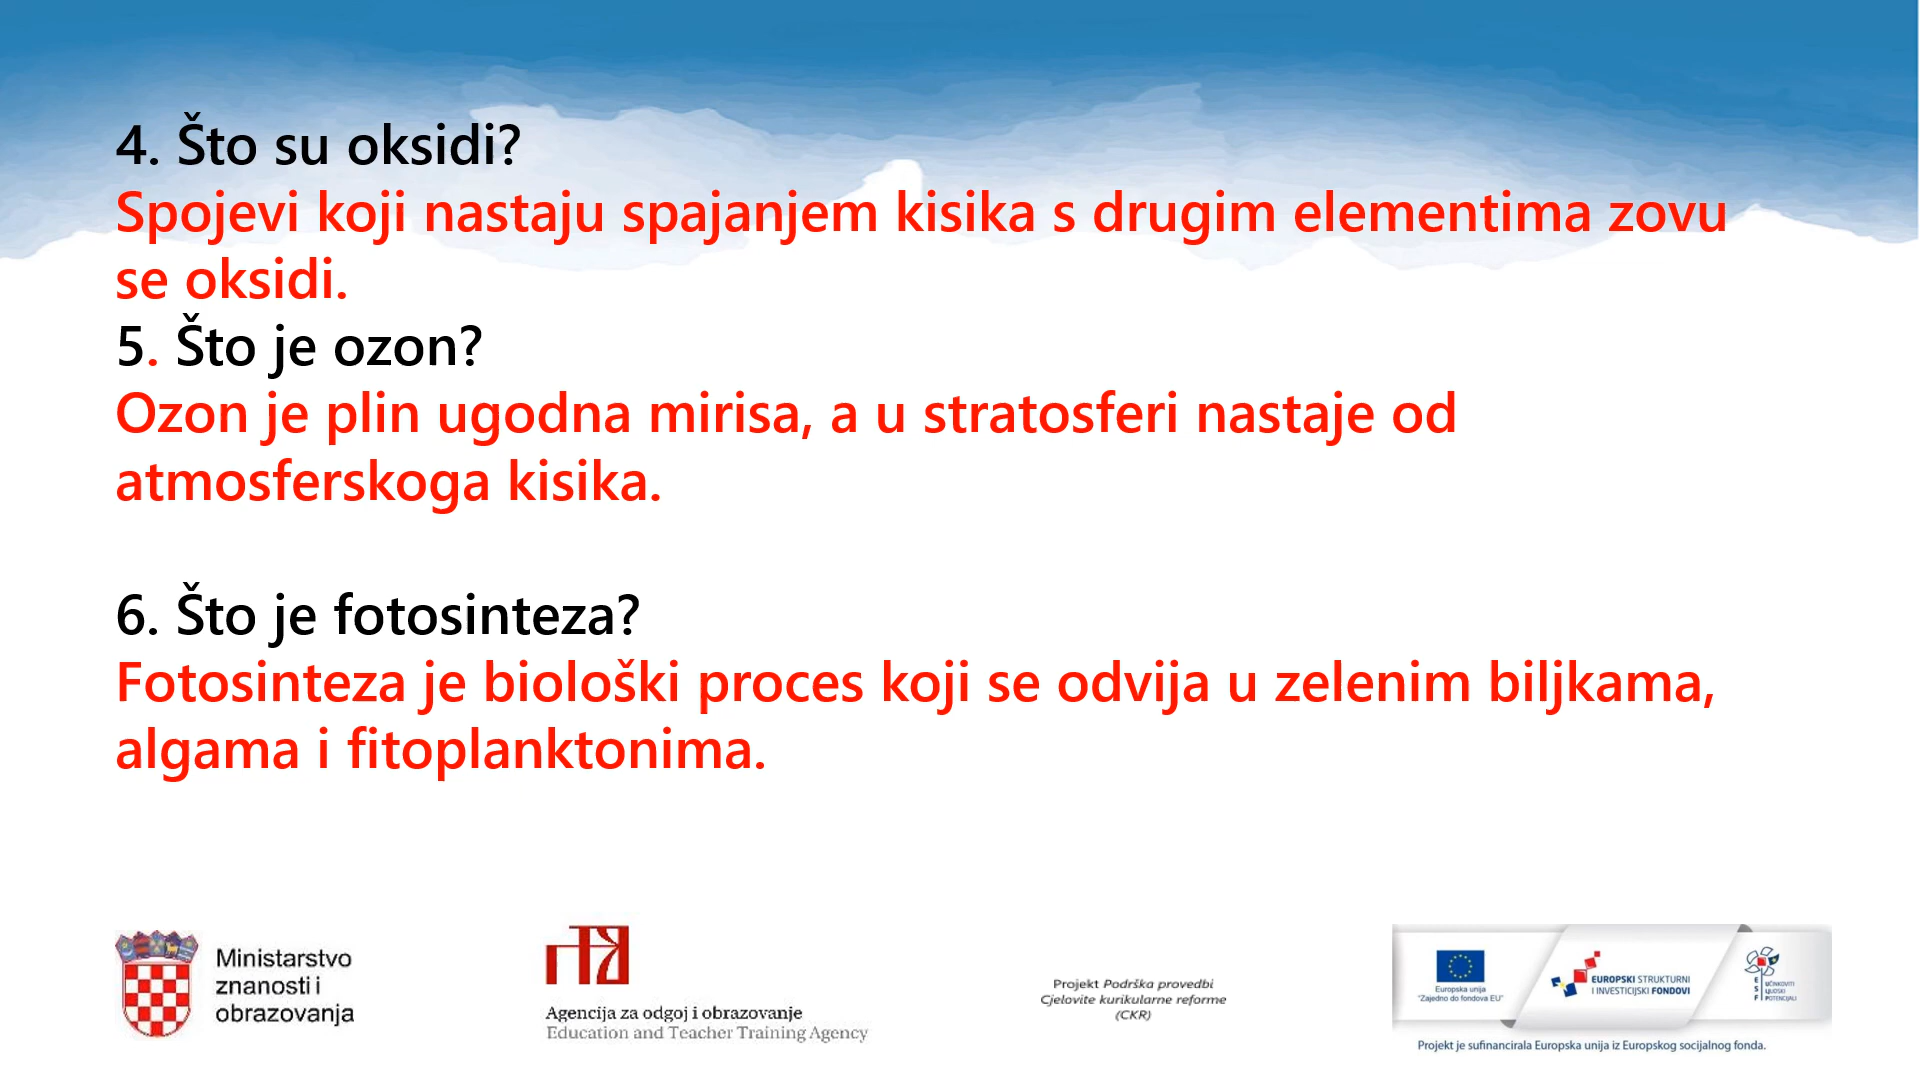 4. Što su oksidi?
Spojevi koji nastaju spajanjem kisika s drugim elementima zovu
se oksidi.
5. Što je ozon?
Ozon je plin ugodna mirisa, a u stratosferi nastaje od
atmosferskoga kisika.
6. Što je fotosinteza?
Fotosinteza je biološki proces koji se odvija u zelenim biljkama,
algama i fitoplanktonima.
Ministarstvo
znanosti i
obrazovanja
Agencija za odgoj i obrazovanje
Education and Teacher Training Agency
Projekt Podrška provedbi
Cjelovite kurikularne reforme
(CKR)
Europska unija
"Zajedno do fondova EU"
EUROPSKI STRUKTURNI
I INVESTICIJSKI FONDOVI
ESF
UČINKOVITI
LJUDSKI
POTENCIJALI
Projekt je sufinancirala Europska unija iz Europskog socijalnog fonda.